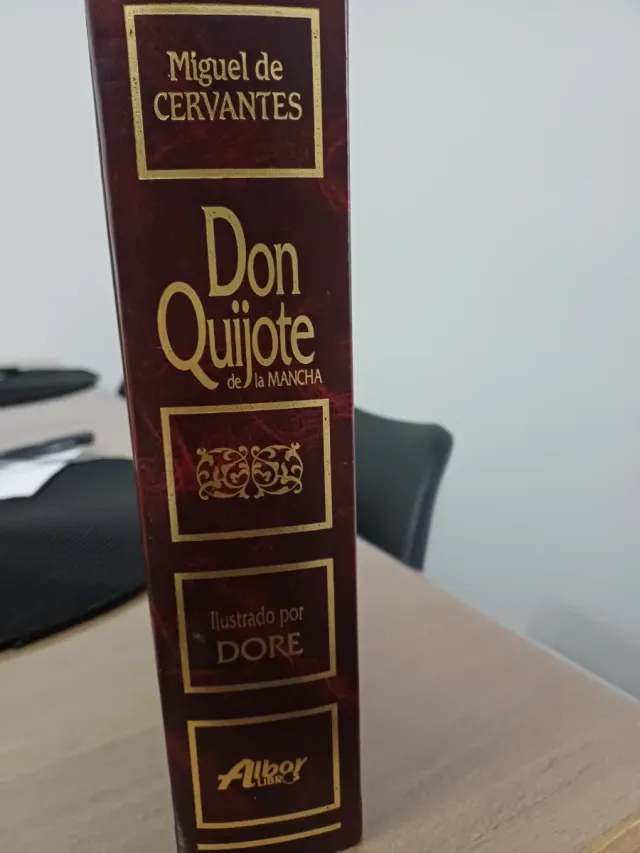 Miguel de
CERVANTES
Don
Quijote
de la MANCHA
Ilustrado por
DORE
Albor
LIBROS